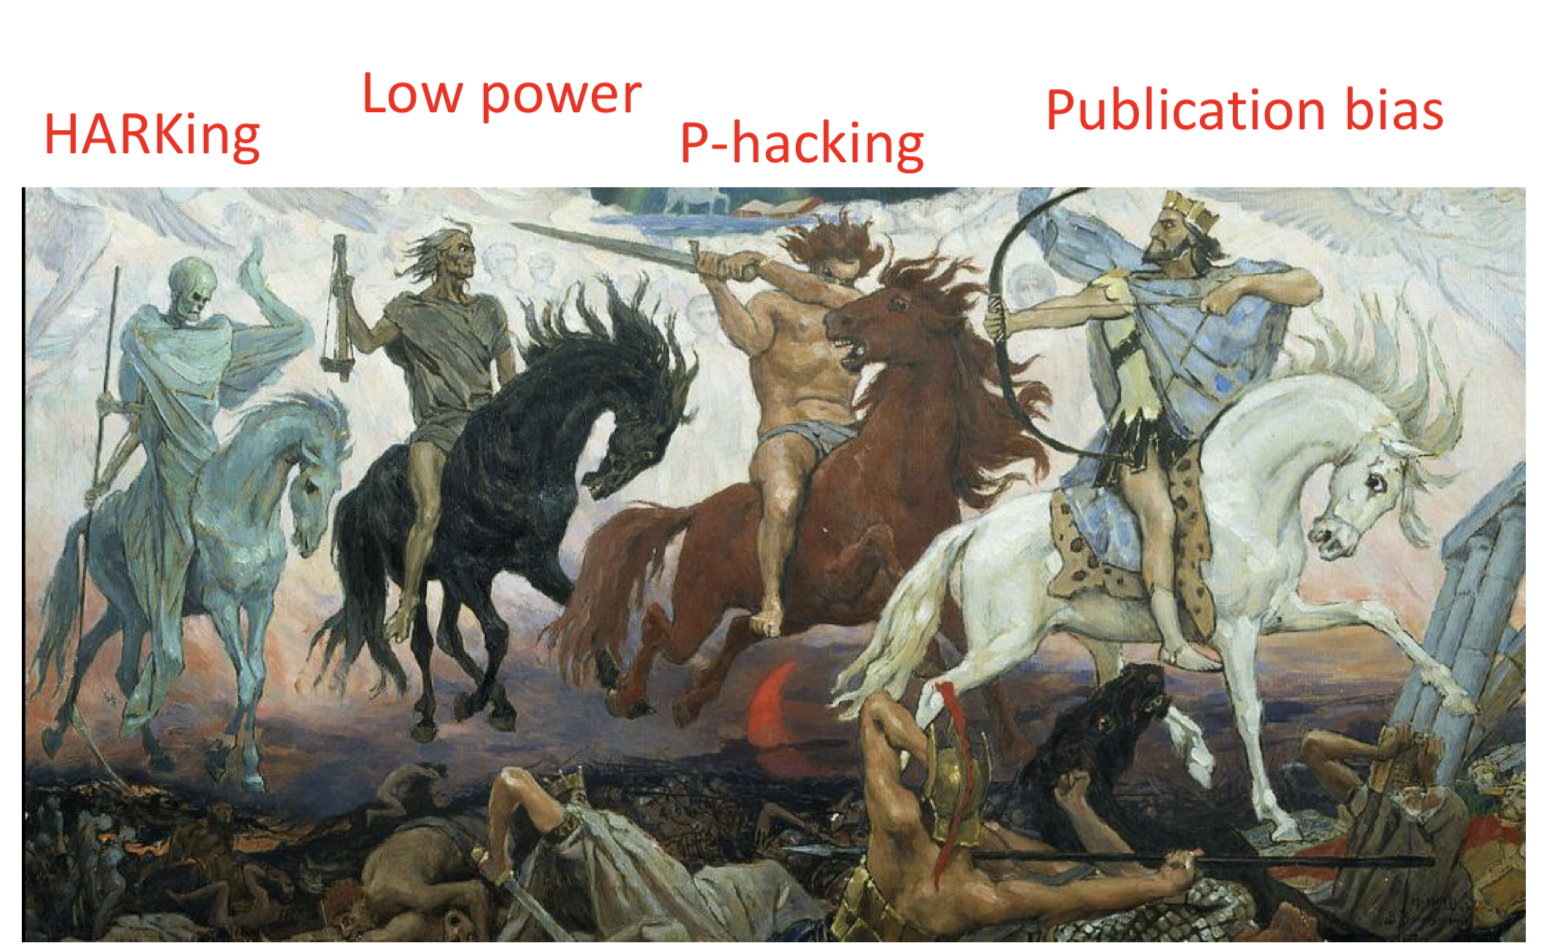 HARKing
Low power
P-hacking
Publication bias